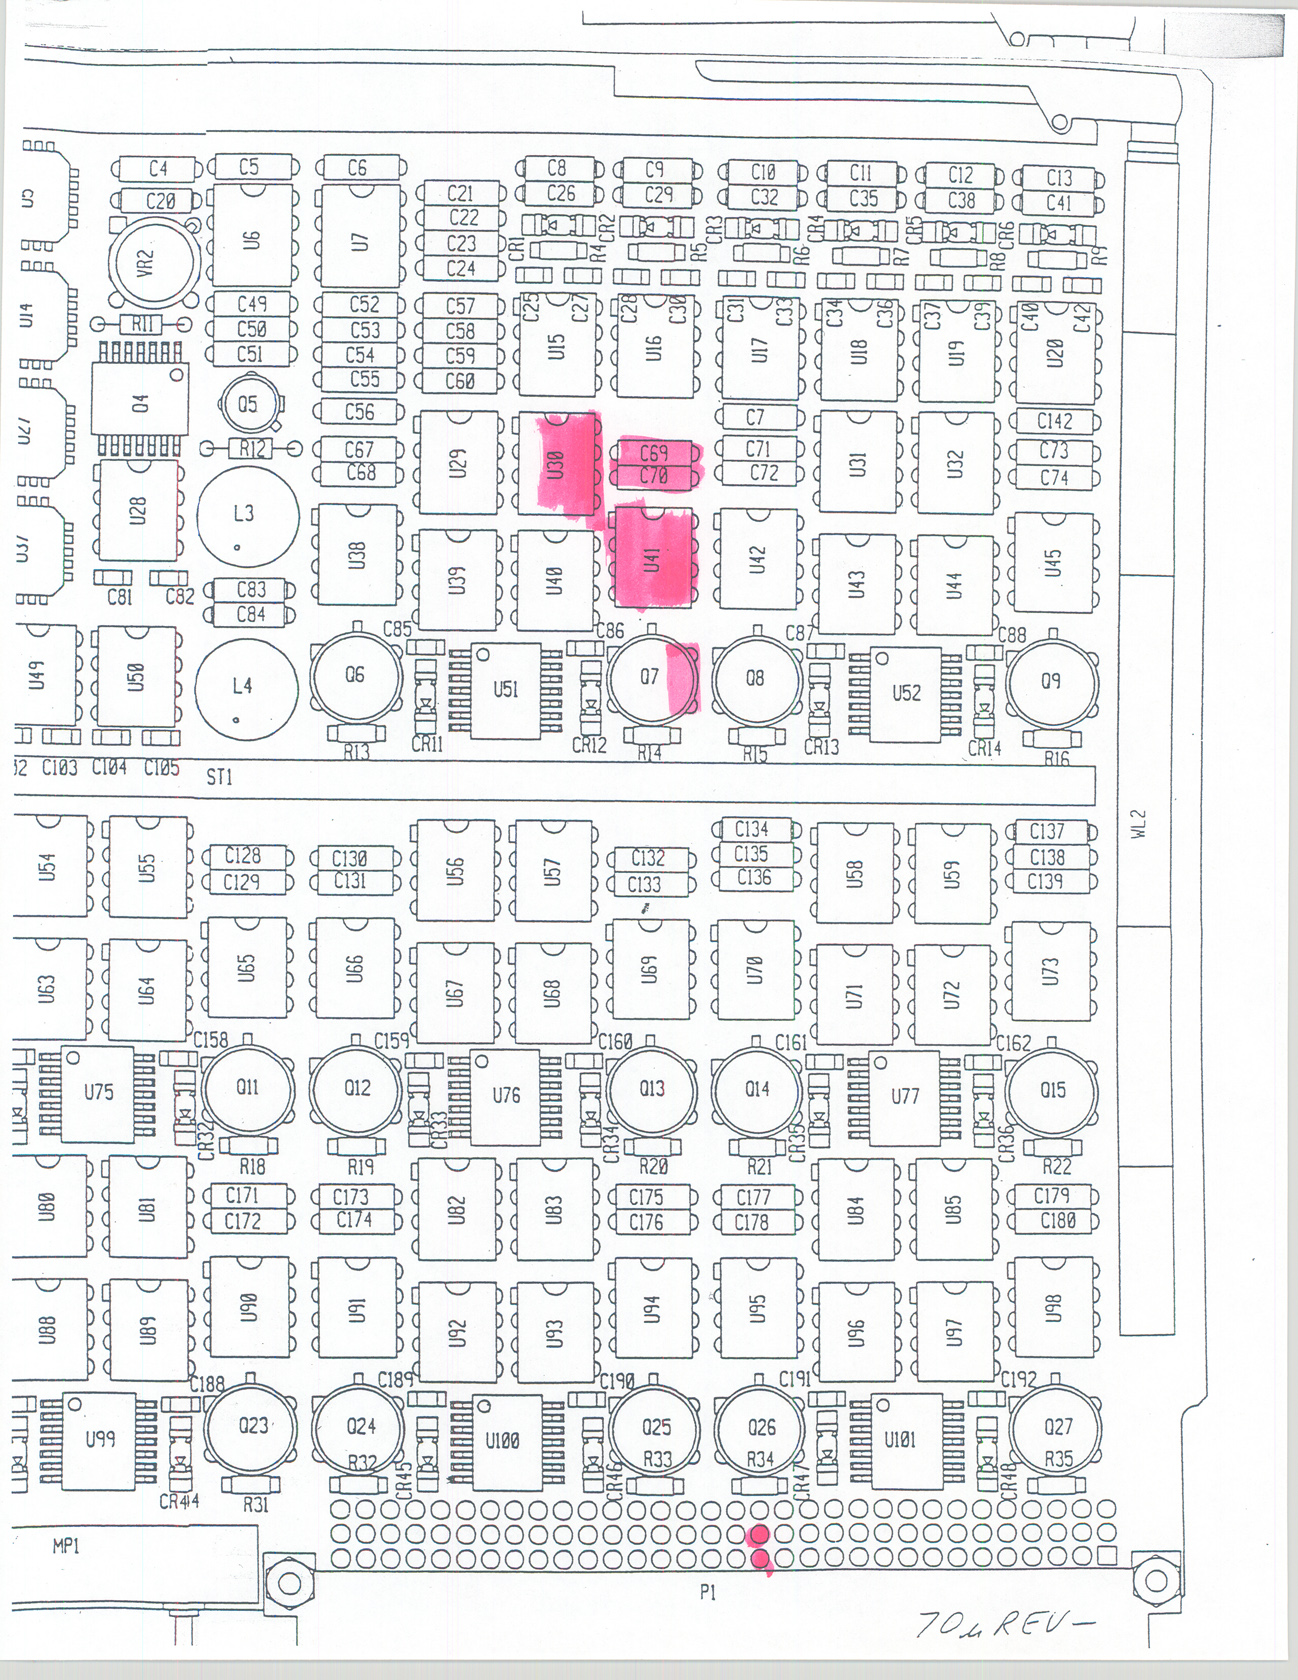 C4 C5 C6 C8 C9 C10 C11 C12 C13
C20 C21 C26 C29 C32 C35 C38 C41
U5 U6 U7 C22
VR2 C23 CR1 R4 CR2 R5 CR3 R6 CR4 R7 CR5 R8 CR6 R9
C24
U14 C49 C52 C57 C25 C27 C28 C30 C31 C33 C34 C36 C37 C39 C40 C42
R11 C50 C53 C58
C51 C54 C59 U15 U16 U17 U18 U19 U20
C55 C60
Q4 Q5 C56 C7 C142
U27 R12 C67 U29 U30 C69 C71 U31 U32 C73
C68 C70 C72 C74
U28 L3
U37 U38 U39 U40 U41 U42 U43 U44 U45
C81 C82 C83
C84
C85 C86 C87 C88
U49 U50 L4 Q6 U51 Q7 Q8 U52 Q9
R13 CR11 CR12 R14 R15 CR13 CR14 R16
C103 C104 C105 ST1
WL2
U54 U55 C128 C130 U56 U57 C132 C134 U58 U59 C137
C129 C131 C133 C135 C138
C136 C139
U63 U64 U65 U66 U67 U68 U69 U70 U71 U72 U73
C158 C159 C160 C161 C162
U75 Q11 Q12 U76 Q13 Q14 U77 Q15
CR32 CR33 CR34 CR35 CR36
R18 R19 R20 R21 R22
U80 U81 C171 C173 U82 U83 C175 C177 U84 U85 C179
C172 C174 C176 C178 C180
U88 U89 U90 U91 U92 U93 U94 U95 U96 U97 U98
C188 C189 C190 C191 C192
U99 Q23 Q24 U100 Q25 Q26 U101 Q27
R32 R33 R34 R35
CR44 R31 CR45 CR46 CR47 CR48
MP1
P1
70µ REV-